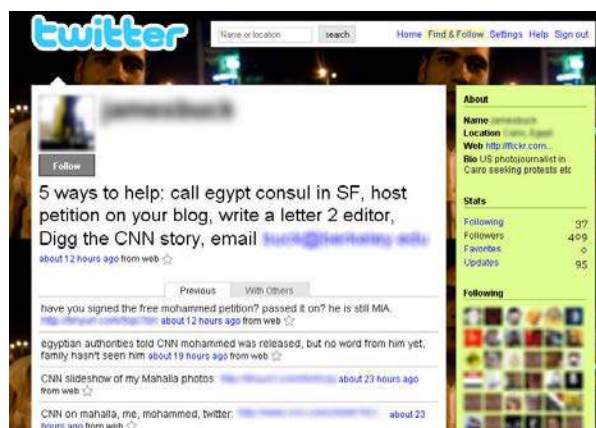 twitter
Name or location search Home Find & Follow Settings Help Sign out
Follow
5 ways to help: call egypt consul in SF, host
petition on your blog, write a letter 2 editor,
Digg the CNN story, email
about 12 hours ago from web
Previous With Others
have you signed the free mohammed petition? passed it on? he is still MIA.
about 12 hours ago from web
egyptian authorities told CNN mohammed was released, but no word from him yet,
family hasn't seen him about 19 hours ago from web
CNN slideshow of my Mahalla photos: about 23 hours ago
from web
CNN on mahalla, me, mohammed, twitter: about 23
hours ago from web
About
Name
Location
Web http://flickr.com...
Bio US photojournalist in
Cairo seeking protests etc
Stats
Following 37
Followers 409
Favorites 0
Updates 95
Following